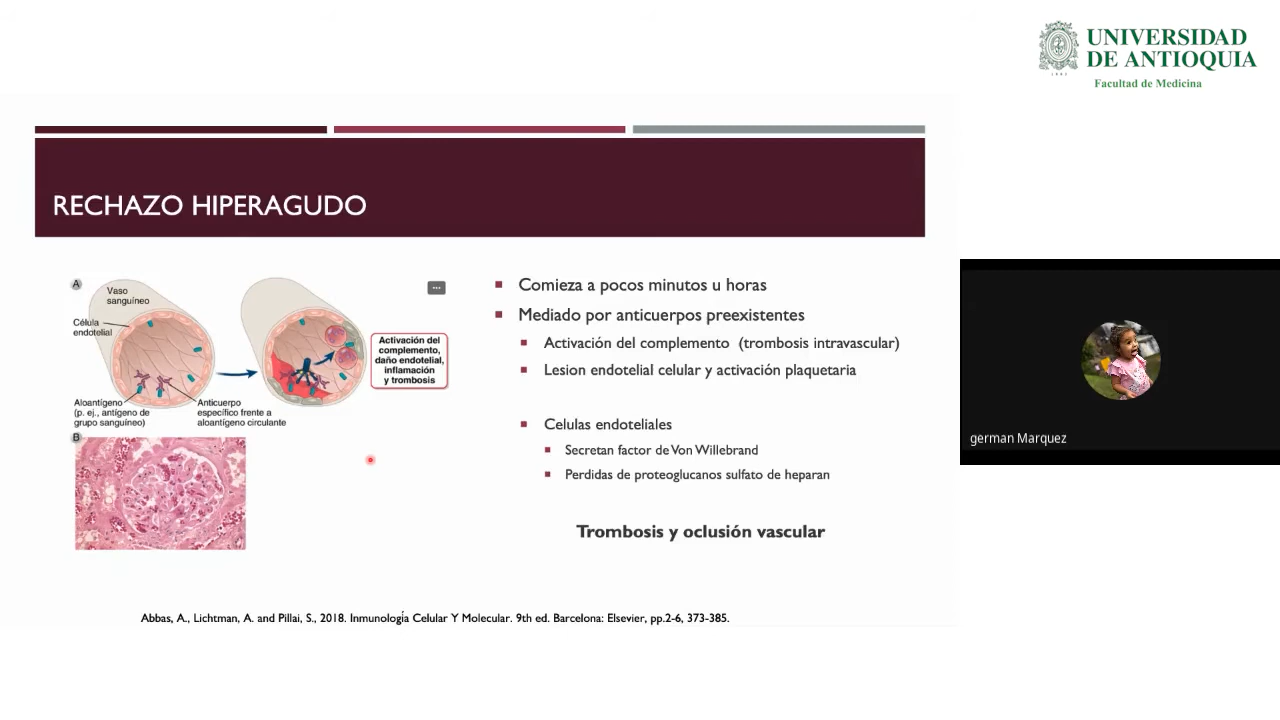 UNIVERSIDAD
DE ANTIOQUIA
1803
Facultad de Medicina
RECHAZO HIPERAGUDO
A
Vaso
sanguíneo
Célula
endotelial
Aloantígeno
(p. ej., antígeno de
grupo sanguíneo)
Anticuerpo
específico frente a
aloantígeno circulante
Activación del
complemento,
daño endotelial,
inflamación
y trombosis
B
Comieza a pocos minutos u horas
Mediado por anticuerpos preexistentes
Activación del complemento (trombosis intravascular)
Lesion endotelial celular y activación plaquetaria
Celulas endoteliales
Secretan factor de Von Willebrand
Perdidas de proteoglucanos sulfato de heparan
Trombosis y oclusión vascular
Abbas, A., Lichtman, A. and Pillai, S., 2018. Inmunología Celular Y Molecular. 9th ed. Barcelona: Elsevier, pp.2-6, 373-385.
german Marquez